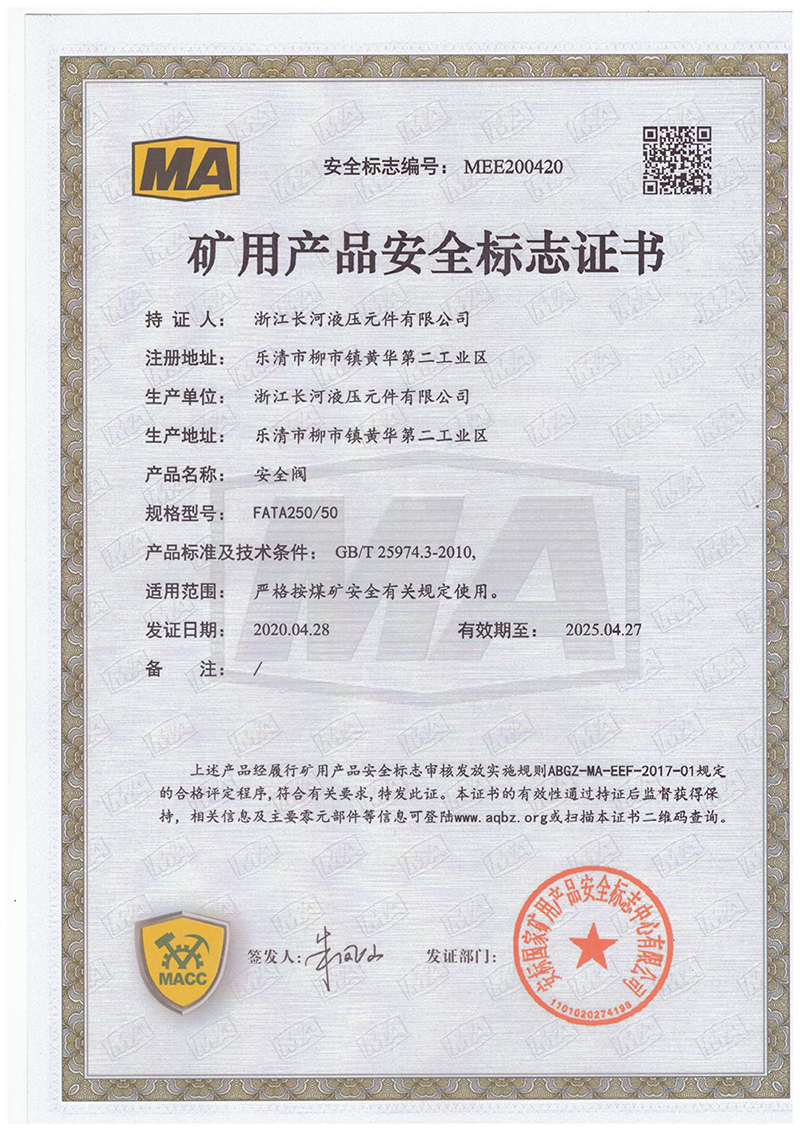 MA
安全标志编号： MEE200420
矿用产品安全标志证书
持 证 人： 浙江长河液压元件有限公司
注册地址： 乐清市柳市镇黄华第二工业区
生产单位： 浙江长河液压元件有限公司
生产地址： 乐清市柳市镇黄华第二工业区
产品名称： 安全阀
规格型号： FATA250/50
产品标准及技术条件： GB/T 25974.3-2010,
适用范围： 严格按煤矿安全有关规定使用。
发证日期： 2020.04.28 有效期至： 2025.04.27
备 注： /
上述产品经履行矿用产品安全标志审核发放实施规则ABGZ-MA-EEF-2017-01规定
的合格评定程序,符合有关要求,特发此证。本证书的有效性通过持证后监督获得保
持，相关信息及主要零元部件等信息可登陆www.aqbz.org或扫描本证书二维码查询。
MACC
签发人:
发证部门:
安标国家矿用产品安全标志中心有限公司
1101020274198